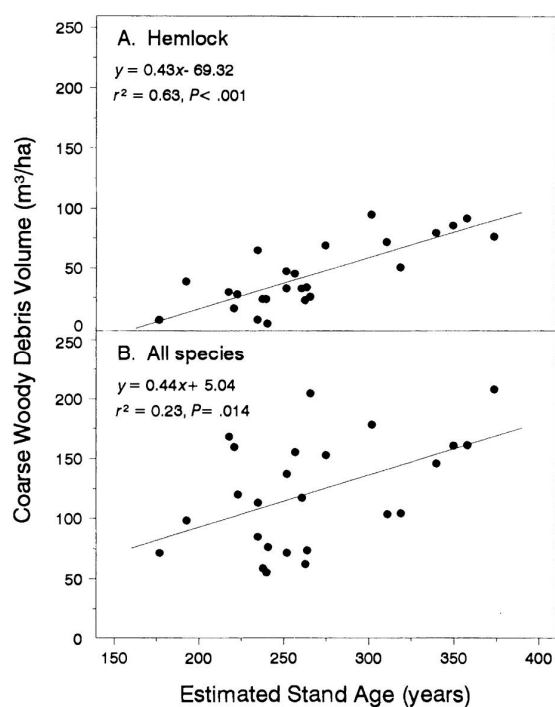 Coarse Woody Debris Volume (m³/ha)
250
A. Hemlock
y = 0.43x- 69.32
200
r² = 0.63, P< .001
150
100
50
0
250
B. All species
y = 0.44x+ 5.04
200
r² = 0.23, P= .014
150
100
50
0
150 200 250 300 350 400
Estimated Stand Age (years)